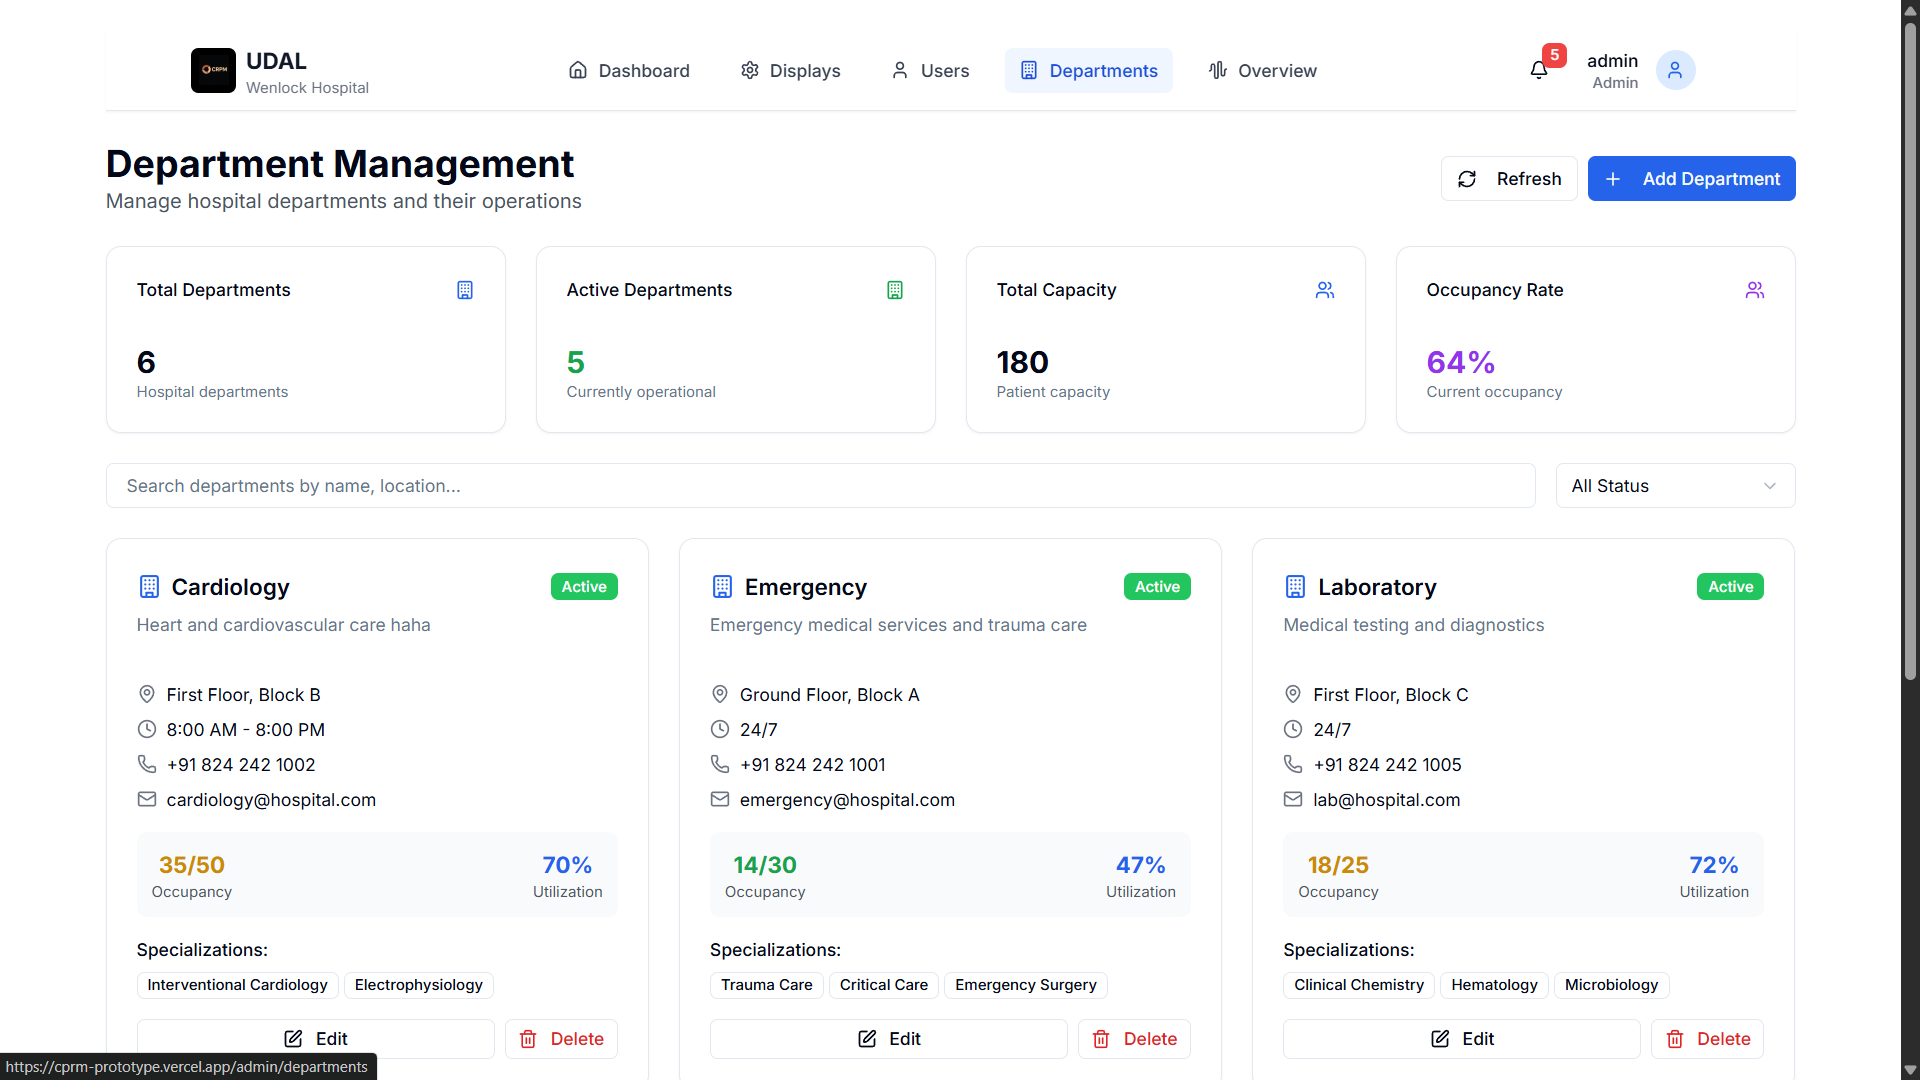 CRPM
UDAL
Wenlock Hospital
Dashboard
Displays
Users
Departments
Overview
5
admin
Admin
Department Management
Manage hospital departments and their operations
Refresh
Add Department
Total Departments
6
Hospital departments
Active Departments
5
Currently operational
Total Capacity
180
Patient capacity
Occupancy Rate
64%
Current occupancy
Search departments by name, location...
All Status
Cardiology
Active
Heart and cardiovascular care haha
First Floor, Block B
8:00 AM - 8:00 PM
+91 824 242 1002
cardiology@hospital.com
35/50
Occupancy
70%
Utilization
Specializations:
Interventional Cardiology
Electrophysiology
Edit
Delete
Emergency
Active
Emergency medical services and trauma care
Ground Floor, Block A
24/7
+91 824 242 1001
emergency@hospital.com
14/30
Occupancy
47%
Utilization
Specializations:
Trauma Care
Critical Care
Emergency Surgery
Edit
Delete
Laboratory
Active
Medical testing and diagnostics
First Floor, Block C
24/7
+91 824 242 1005
lab@hospital.com
18/25
Occupancy
72%
Utilization
Specializations:
Clinical Chemistry
Hematology
Microbiology
Edit
Delete
https://cprm-prototype.vercel.app/admin/departments